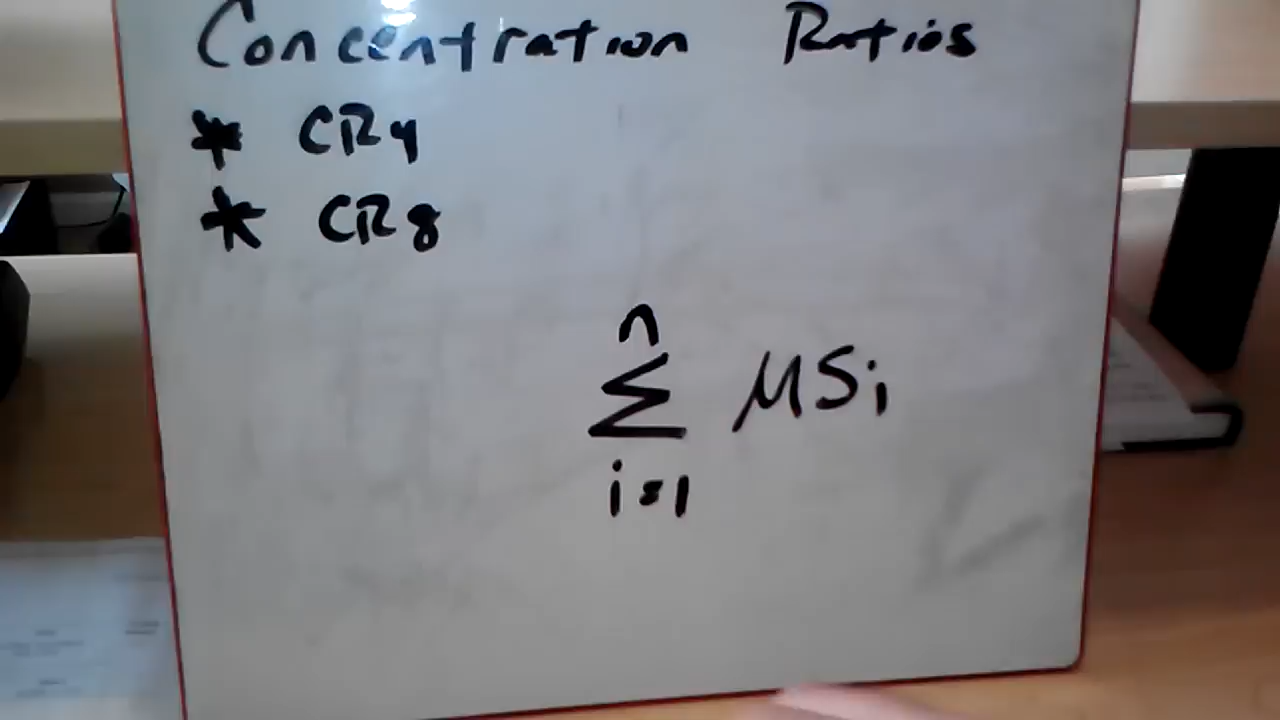 Concentration Ratios
* CR4
* CR8
n
Σ MSi
i=1